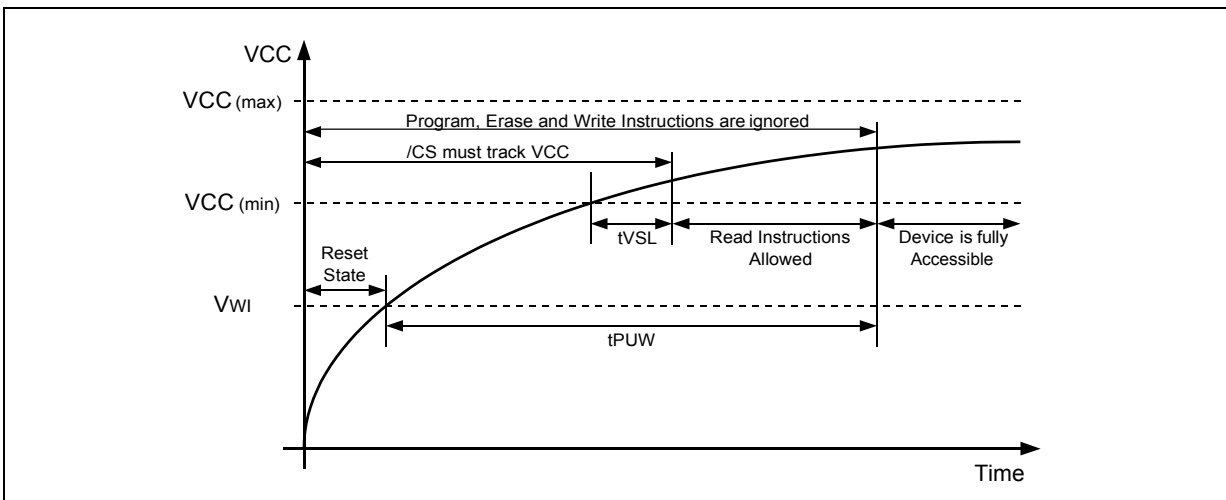 VCC
VCC (max)
Program, Erase and Write Instructions are ignored
/CS must track VCC
VCC (min)
tVSL
Read Instructions
Allowed
Device is fully
Accessible
Reset
State
VWI
tPUW
Time